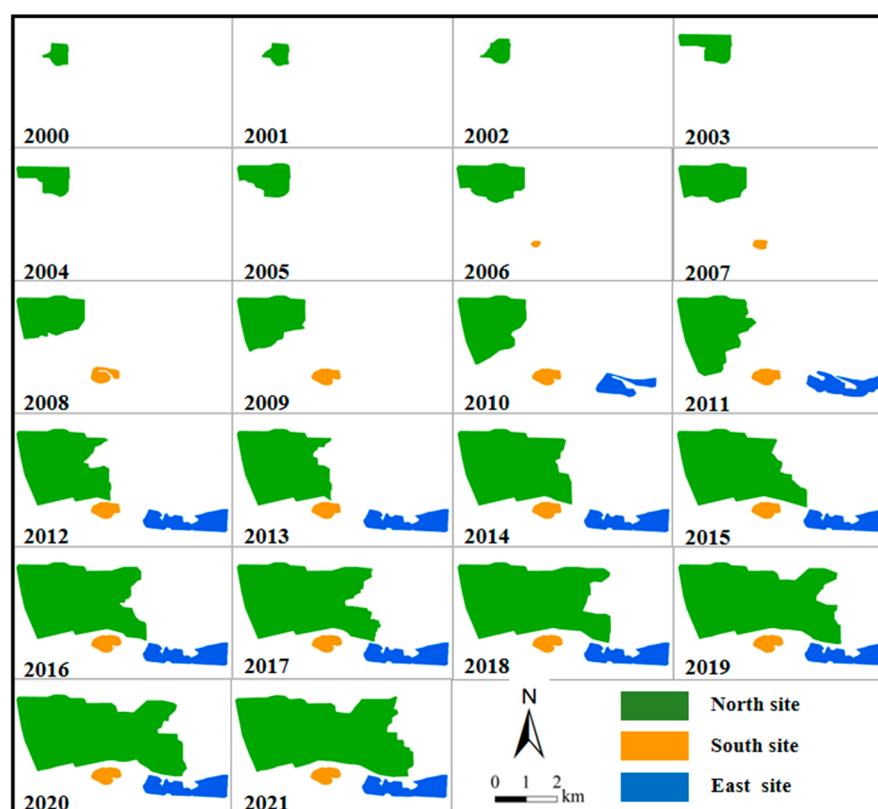 2000 2001 2002 2003
2004 2005 2006 2007
2008 2009 2010 2011
2012 2013 2014 2015
2016 2017 2018 2019
2020 2021
N
0 1 2
km
North site
South site
East site